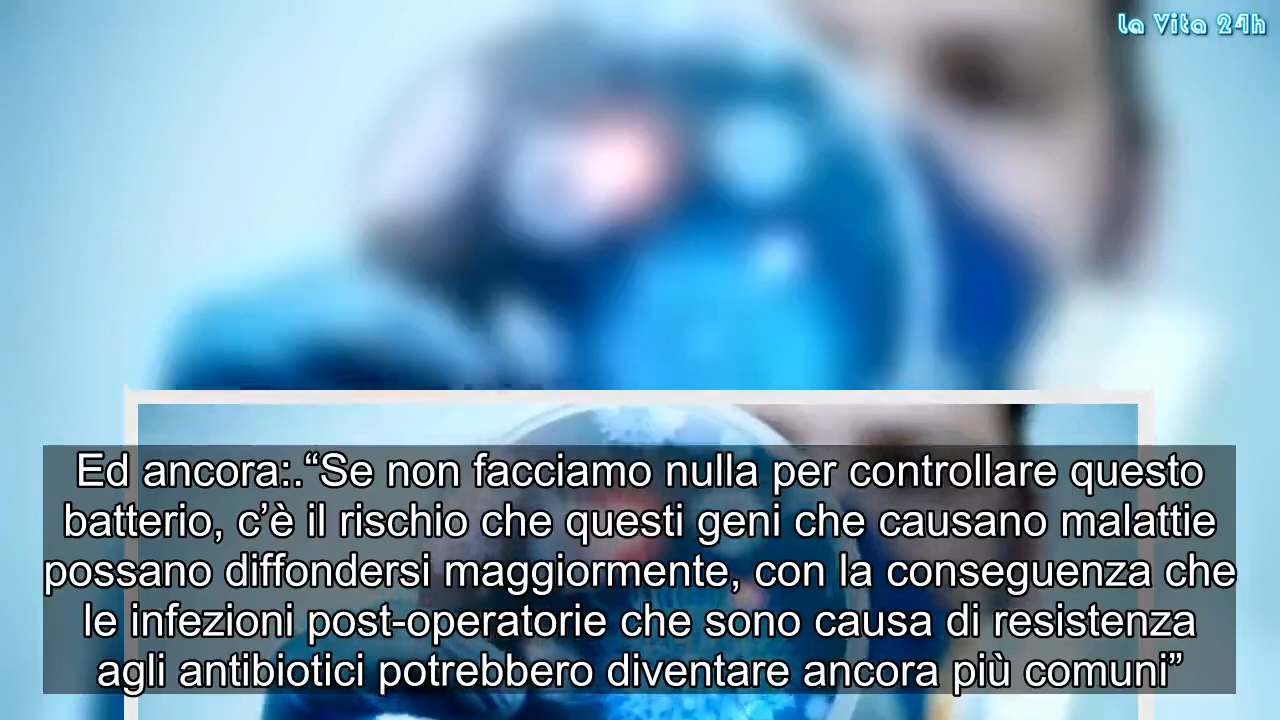 La Vita 24h
Ed ancora:.“Se non facciamo nulla per controllare questo
batterio, c’è il rischio che questi geni che causano malattie
possano diffondersi maggiormente, con la conseguenza che
le infezioni post-operatorie che sono causa di resistenza
agli antibiotici potrebbero diventare ancora più comuni”